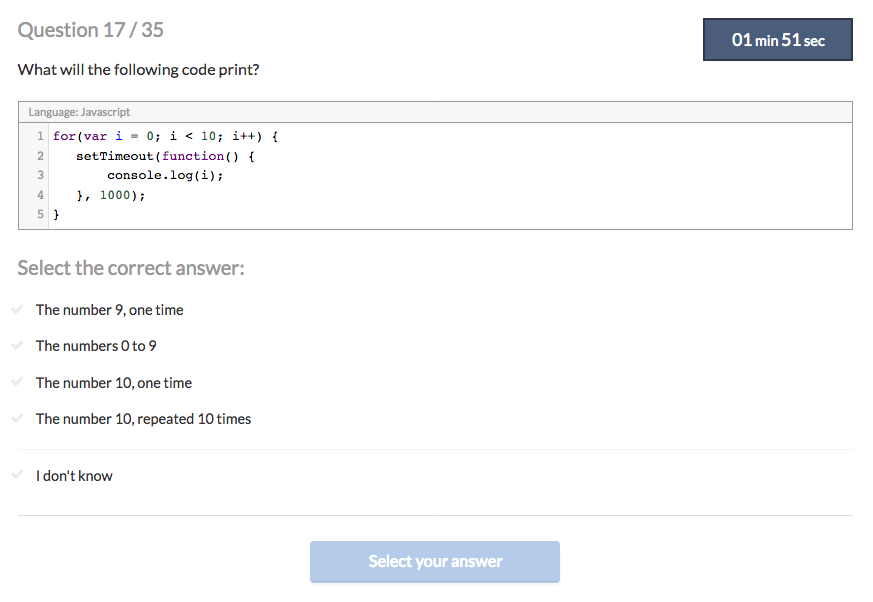 Question 17 / 35
01 min 51 sec
What will the following code print?
Language: Javascript
1 for(var i = 0; i < 10; i++) {
2    setTimeout(function() {
3        console.log(i);
4    }, 1000);
5 }
Select the correct answer:
The number 9, one time
The numbers 0 to 9
The number 10, one time
The number 10, repeated 10 times
I don't know
Select your answer